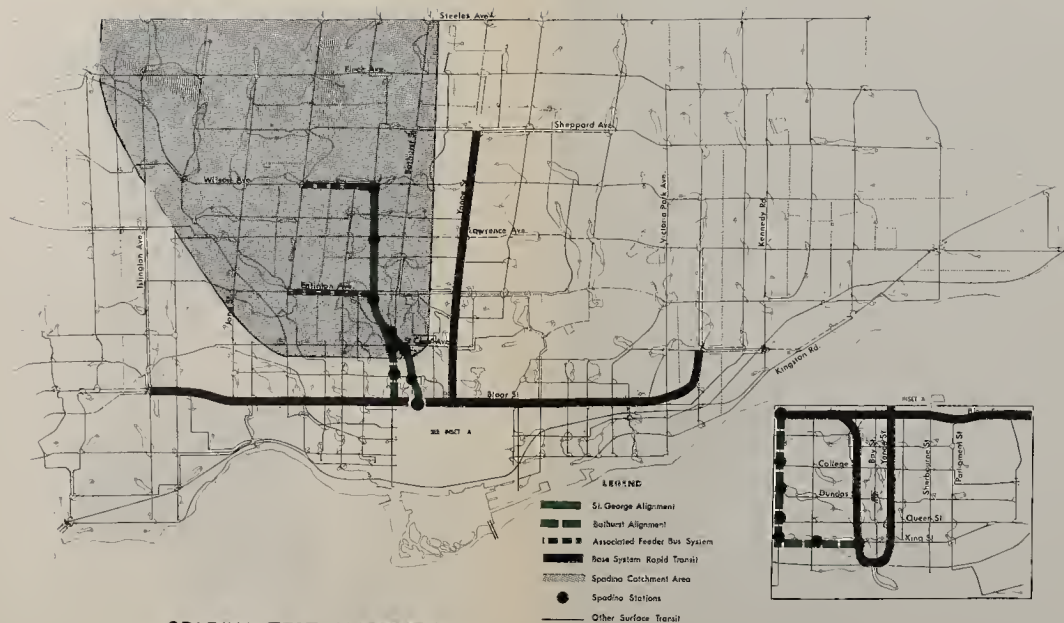 Steeles Ave.
Finch Ave.
Sheppard Ave.
Bathurst St.
Wilson Ave.
Yonge St.
Victoria Park Ave.
Kennedy Rd.
Lawrence Ave.
Islington Ave.
Eglinton Ave.
Jane St.
Kingston Rd.
Bloor St.
SEE INSET A
INSET A
LEGEND
St. George Alignment
Bathurst Alignment
Associated Feeder Bus System
Base System Rapid Transit
Spadina Catchment Area
Spadina Stations
Other Surface Transit
Bay St
Yonge St
Sherbourne St
Parliament St
College
Dundas
Queen St
King St